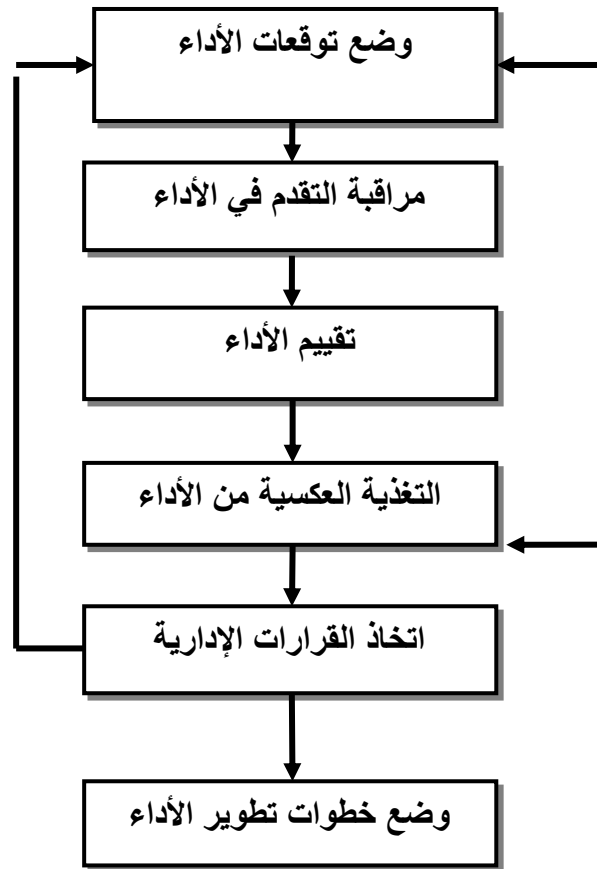 وضع توقعات الأداء
مراقبة التقدم في الأداء
تقييم الأداء
التغذية العكسية من الأداء
اتخاذ القرارات الإدارية
وضع خطوات تطوير الأداء